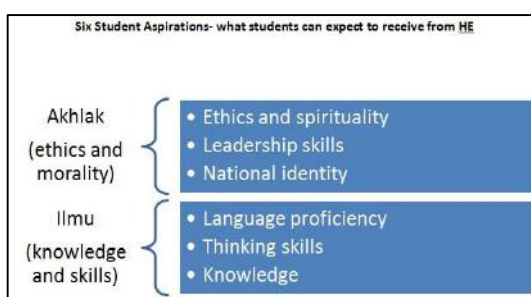 Six Student Aspirations- what students can expect to receive from HE
Akhlak
(ethics and
morality)
• Ethics and spirituality
• Leadership skills
• National identity
Ilmu
(knowledge
and skills)
• Language proficiency
• Thinking skills
• Knowledge